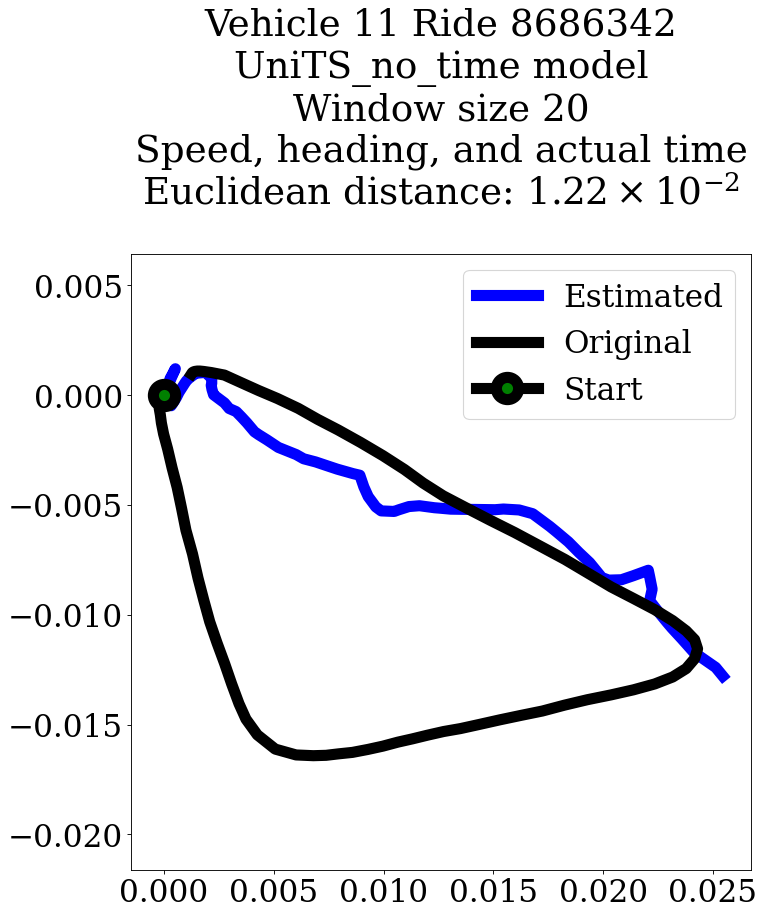 Vehicle 11 Ride 8686342
UniTS_no_time model
Window size 20
Speed, heading, and actual time
Euclidean distance: 1.22 × 10⁻²
Estimated
Original
Start
0.005
0.000
−0.005
−0.010
−0.015
−0.020
0.000 0.005 0.010 0.015 0.020 0.025